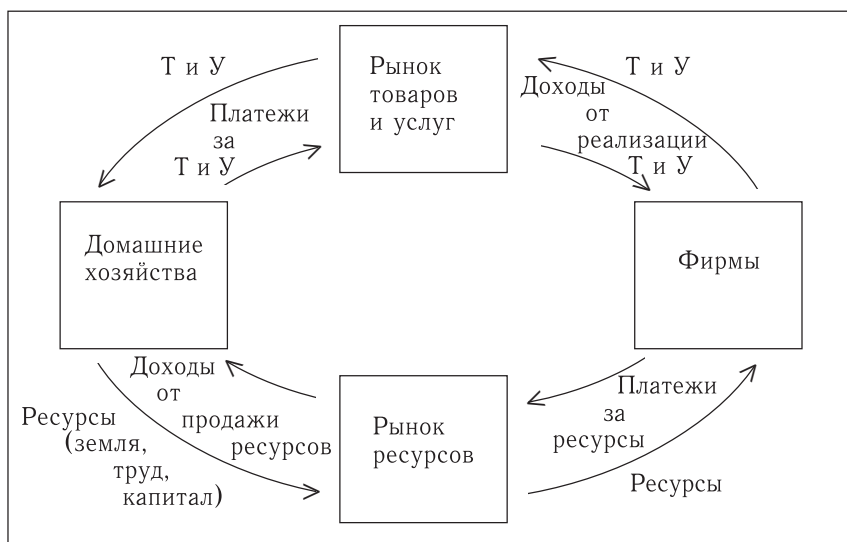 Т и У
Платежи
за
Т и У
Рынок
товаров
и услуг
Т и У
Доходы
от
реализации
Т и У
Домашние
хозяйства
Фирмы
Доходы
от
продажи
ресурсов
Ресурсы
(земля,
труд,
капитал)
Рынок
ресурсов
Платежи
за
ресурсы
Ресурсы